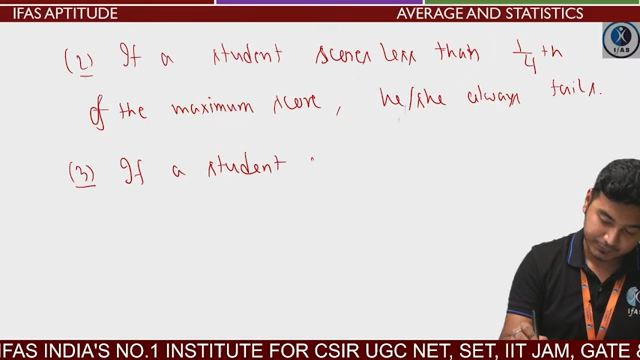 IFAS APTITUDE
AVERAGE AND STATISTICS
(2) If a student scores less than 1/4 th
of the maximum score, he/she always fails.
(3) If a student
iFAS
iFAS
IFAS INDIA'S NO.1 INSTITUTE FOR CSIR UGC NET, SET, IIT JAM, GATE &